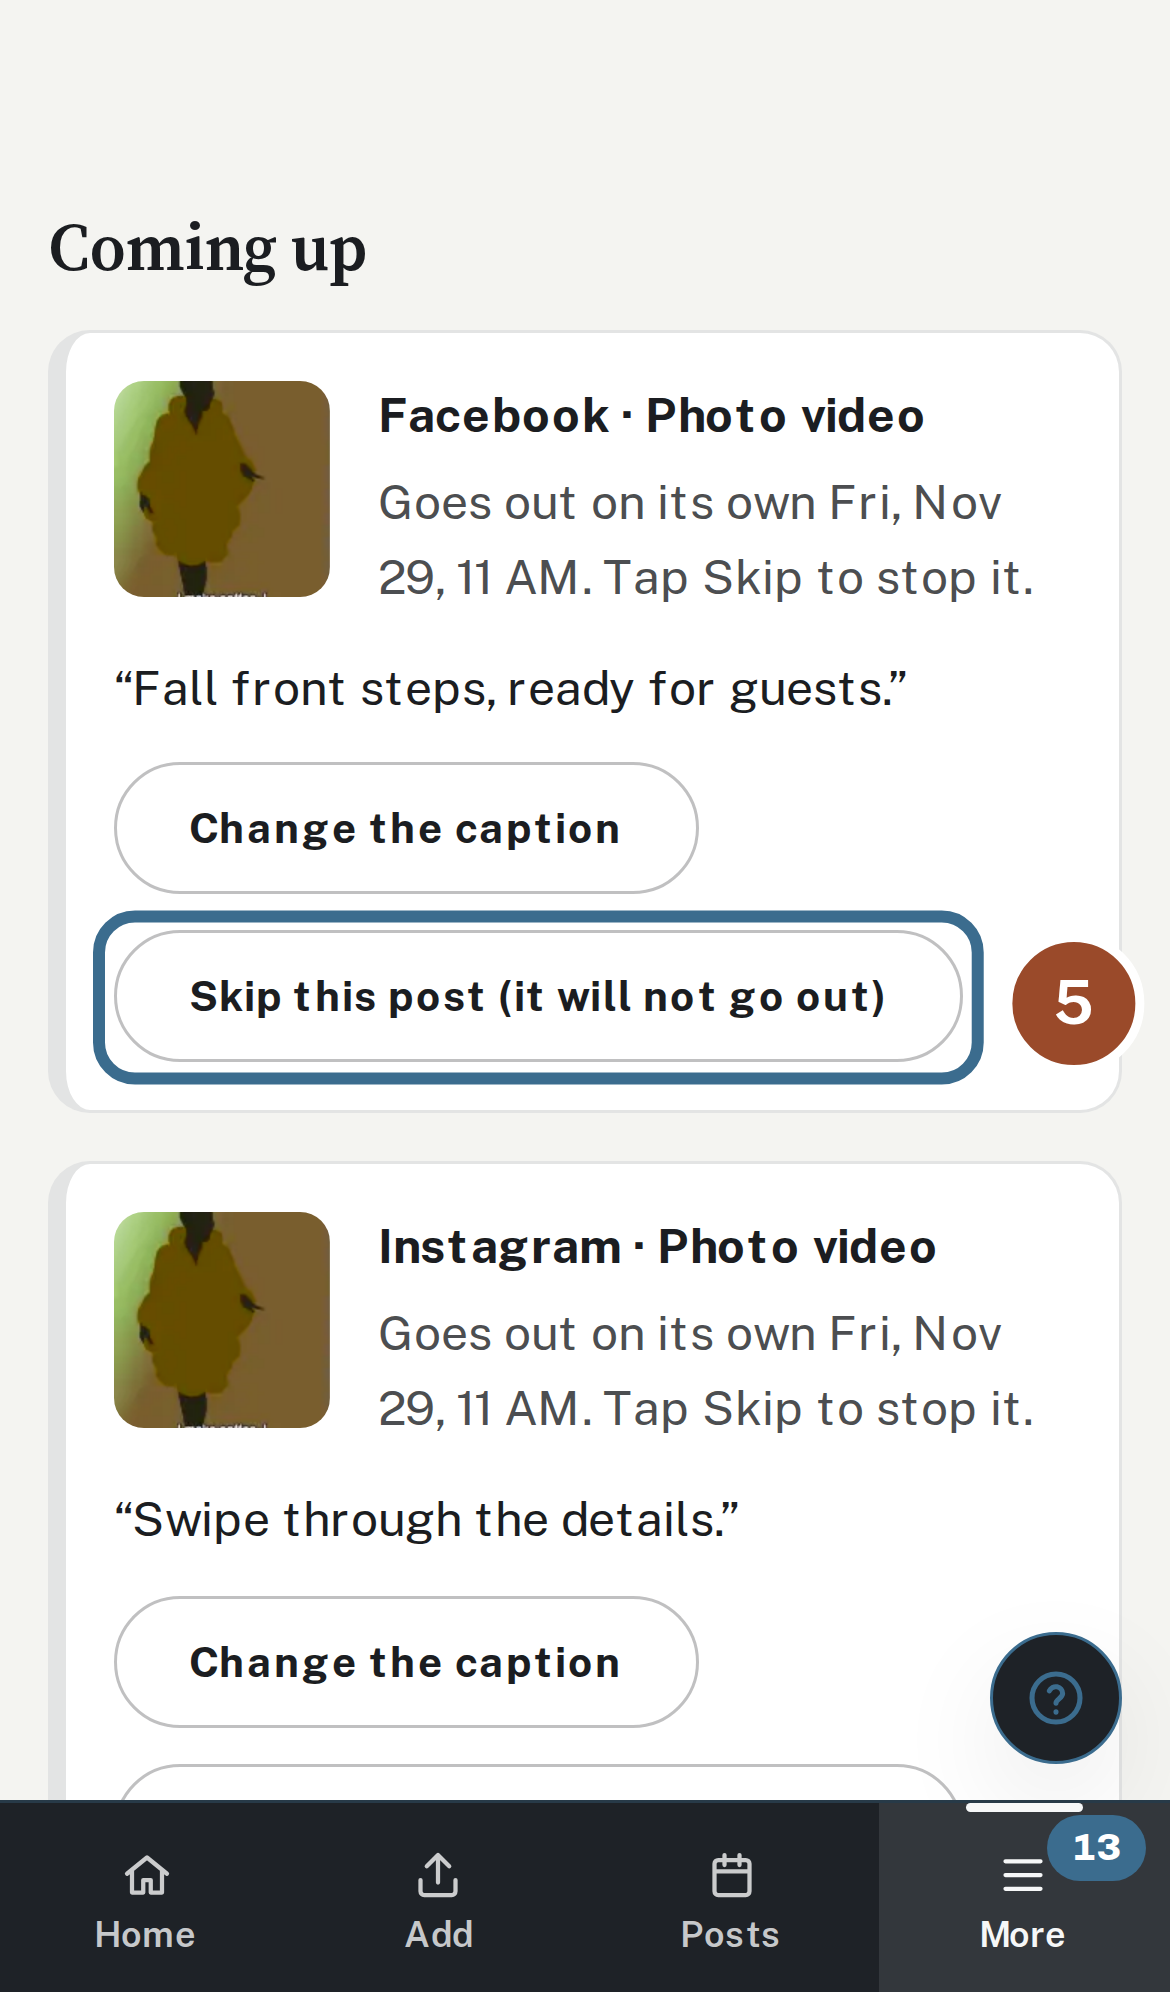 Coming up
Facebook · Photo video
Goes out on its own Fri, Nov
29, 11 AM. Tap Skip to stop it.
“Fall front steps, ready for guests.”
Change the caption
Skip this post (it will not go out)
5
Instagram · Photo video
Goes out on its own Fri, Nov
29, 11 AM. Tap Skip to stop it.
“Swipe through the details.”
Change the caption
13
Home
Add
Posts
More